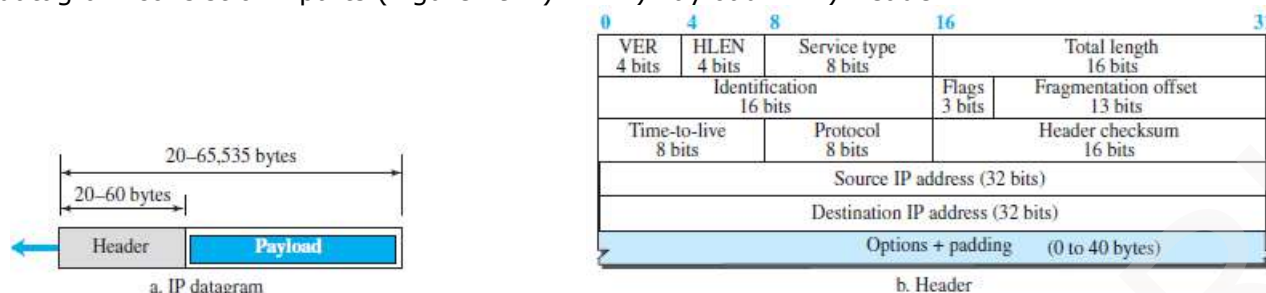 0 4 8 16 3
VER HLEN Service type Total length
4 bits 4 bits 8 bits 16 bits
Identification Flags Fragmentation offset
16 bits 3 bits 13 bits
Time-to-live Protocol Header checksum
8 bits 8 bits 16 bits
Source IP address (32 bits)
Destination IP address (32 bits)
Options + padding (0 to 40 bytes)
b. Header
20–65,535 bytes
20–60 bytes
Header Payload
a. IP datagram